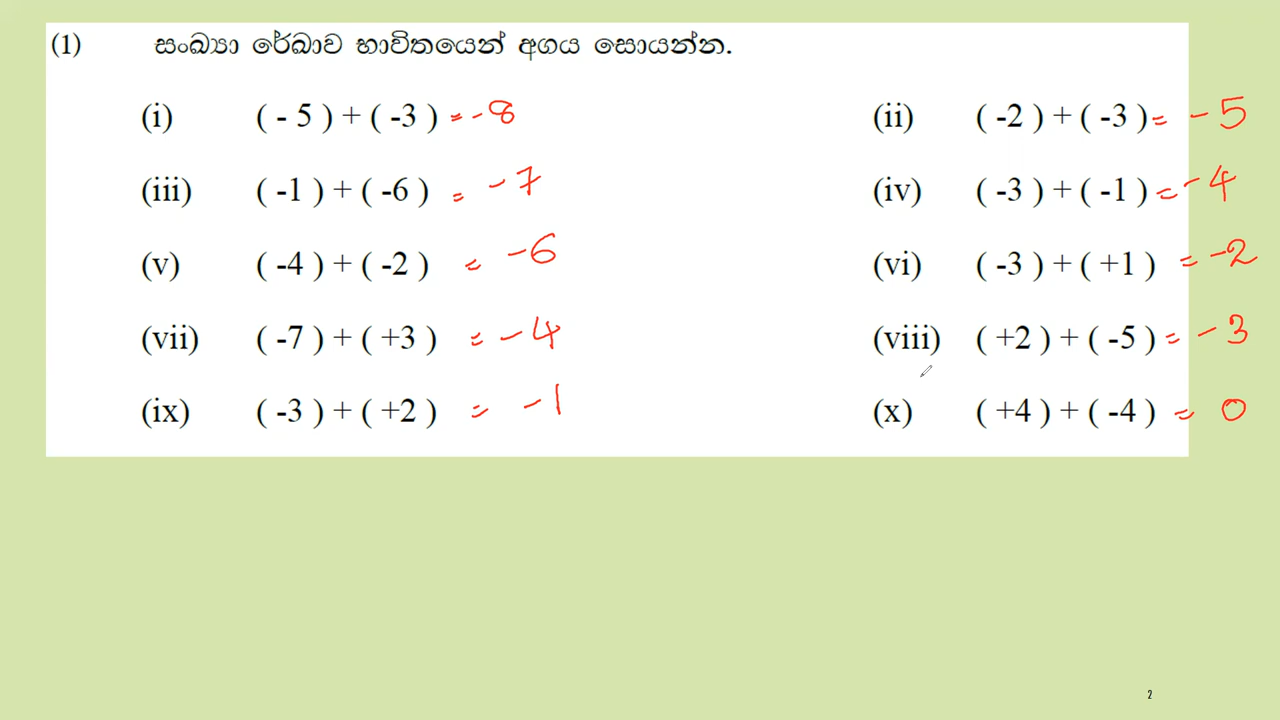 (1) සංඛ්‍යා රේඛාව භාවිතයෙන් අගය සොයන්න.
(i) ( - 5 ) + ( -3 ) = -8 (ii) ( -2 ) + ( -3 ) = -5
(iii) ( -1 ) + ( -6 ) = -7 (iv) ( -3 ) + ( -1 ) = -4
(v) ( -4 ) + ( -2 ) = -6 (vi) ( -3 ) + ( +1 ) = -2
(vii) ( -7 ) + ( +3 ) = -4 (viii) ( +2 ) + ( -5 ) = -3
(ix) ( -3 ) + ( +2 ) = -1 (x) ( +4 ) + ( -4 ) = 0
2